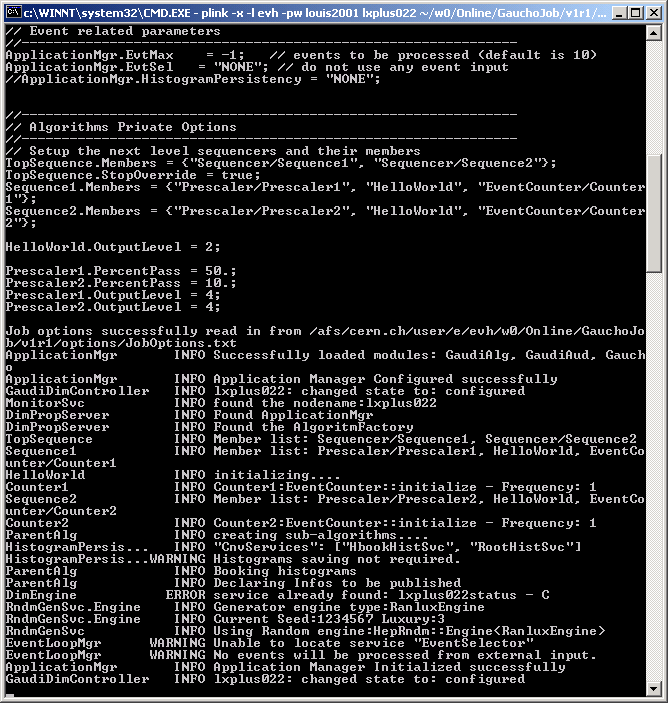 c:\WINNT\system32\CMD.EXE - plink -x -l evh -pw louis2001 lxplus022 ~/w0/Online/GauchoJob/v1r1/...
// Event related parameters
//----------------------------------------------------------------
ApplicationMgr.EvtMax    = -1;   // events to be processed (default is 10)
ApplicationMgr.EvtSel    = "NONE"; // do not use any event input
//ApplicationMgr.HistogramPersistency = "NONE";
//----------------------------------------------------------------
// Algorithms Private Options
//----------------------------------------------------------------
// Setup the next level sequencers and their members
TopSequence.Members = {"Sequencer/Sequence1", "Sequencer/Sequence2"};
TopSequence.StopOverride = true;
Sequence1.Members = {"Prescaler/Prescaler1", "HelloWorld", "EventCounter/Counter
1"};
Sequence2.Members = {"Prescaler/Prescaler2", "HelloWorld", "EventCounter/Counter
2"};
HelloWorld.OutputLevel = 2;
Prescaler1.PercentPass = 50.;
Prescaler2.PercentPass = 10.;
Prescaler1.OutputLevel = 4;
Prescaler2.OutputLevel = 4;
Job options successfully read in from /afs/cern.ch/user/e/evh/w0/Online/GauchoJo
b/v1r1/options/JobOptions.txt
ApplicationMgr       INFO Successfully loaded modules: GaudiAlg, GaudiAud, Gauch
o
ApplicationMgr       INFO Application Manager Configured successfully
GaudiDimController   INFO lxplus022: changed state to: configured
MonitorSvc           INFO found the nodename:lxplus022
DimPropServer        INFO Found ApplicationMgr
DimPropServer        INFO Found the AlgoritmFactory
TopSequence          INFO Member list: Sequencer/Sequence1, Sequencer/Sequence2
Sequence1            INFO Member list: Prescaler/Prescaler1, HelloWorld, EventCo
unter/Counter1
HelloWorld           INFO initializing....
Counter1             INFO Counter1:EventCounter::initialize - Frequency: 1
Sequence2            INFO Member list: Prescaler/Prescaler2, HelloWorld, EventCo
unter/Counter2
Counter2             INFO Counter2:EventCounter::initialize - Frequency: 1
ParentAlg            INFO creating sub-algorithms....
HistogramPersis...   INFO "CnvServices": ["HbookHistSvc", "RootHistSvc"]
HistogramPersis...WARNING Histograms saving not required.
ParentAlg            INFO Booking histograms
ParentAlg            INFO Declaring Infos to be published
DimEngine           ERROR service already found: lxplus022status - C
RndmGenSvc.Engine    INFO Generator engine type:RanluxEngine
RndmGenSvc.Engine    INFO Current Seed:1234567 Luxury:3
RndmGenSvc           INFO Using Random engine:HepRndm::Engine<RanluxEngine>
EventLoopMgr      WARNING Unable to locate service "EventSelector"
EventLoopMgr      WARNING No events will be processed from external input.
ApplicationMgr       INFO Application Manager Initialized successfully
GaudiDimController   INFO lxplus022: changed state to: configured